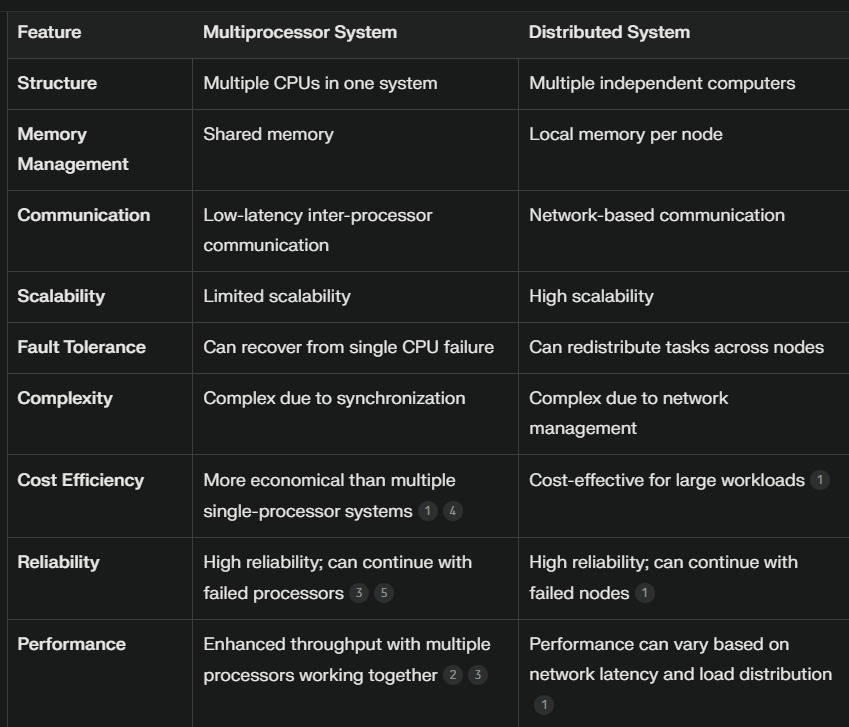 Feature Multiprocessor System Distributed System
Structure Multiple CPUs in one system Multiple independent computers
Memory Shared memory Local memory per node
Management
Communication Low-latency inter-processor Network-based communication
communication
Scalability Limited scalability High scalability
Fault Tolerance Can recover from single CPU failure Can redistribute tasks across nodes
Complexity Complex due to synchronization Complex due to network
management
Cost Efficiency More economical than multiple Cost-effective for large workloads 1
single-processor systems 1 4
Reliability High reliability; can continue with High reliability; can continue with
failed processors 3 5 failed nodes 1
Performance Enhanced throughput with multiple Performance can vary based on
processors working together 2 3 network latency and load distribution
1